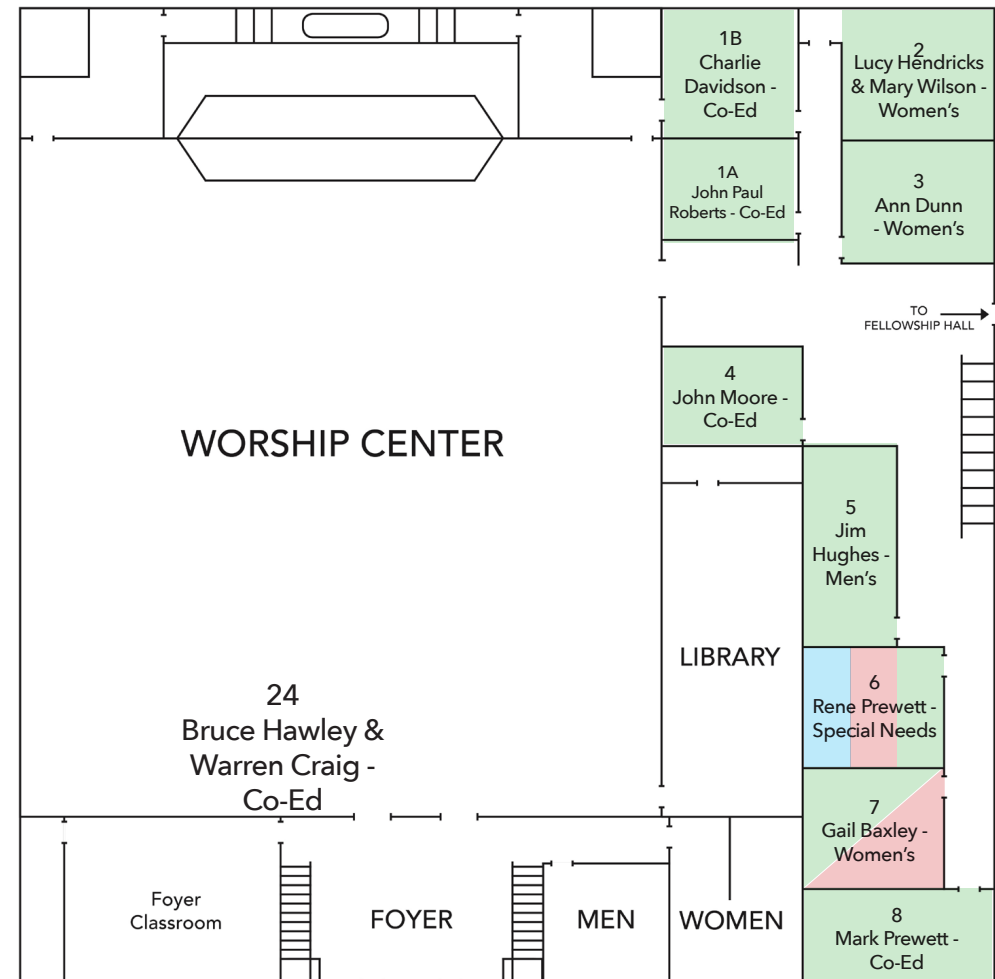 1B
Charlie
Davidson -
Co-Ed
2
Lucy Hendricks
& Mary Wilson -
Women's
1A
John Paul
Roberts - Co-Ed
3
Ann Dunn
- Women's
TO
FELLOWSHIP HALL
4
John Moore -
Co-Ed
WORSHIP CENTER
5
Jim
Hughes -
Men's
LIBRARY
6
Rene Prewett -
Special Needs
24
Bruce Hawley &
Warren Craig -
Co-Ed
7
Gail Baxley -
Women's
Foyer
Classroom
FOYER
MEN
WOMEN
8
Mark Prewett -
Co-Ed